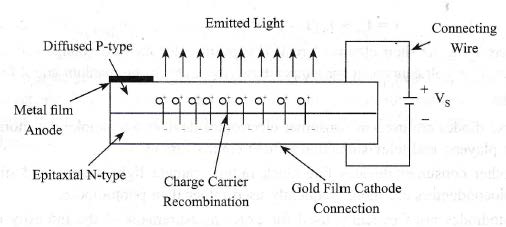 Emitted Light
Connecting
Wire
Diffused P-type
+
Vs
−
Metal film
Anode
Epitaxial N-type
Charge Carrier
Recombination
Gold Film Cathode
Connection